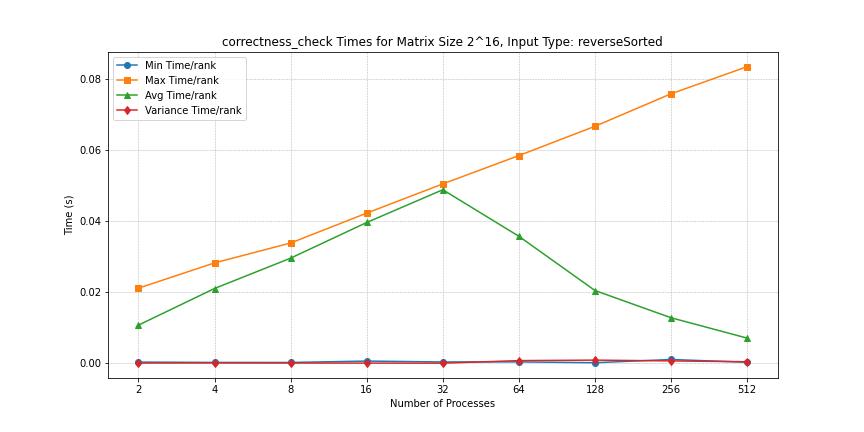 correctness_check Times for Matrix Size 2^16, Input Type: reverseSorted
Min Time/rank
Max Time/rank
Avg Time/rank
Variance Time/rank
Time (s)
0.08
0.06
0.04
0.02
0.00
2 4 8 16 32 64 128 256 512
Number of Processes